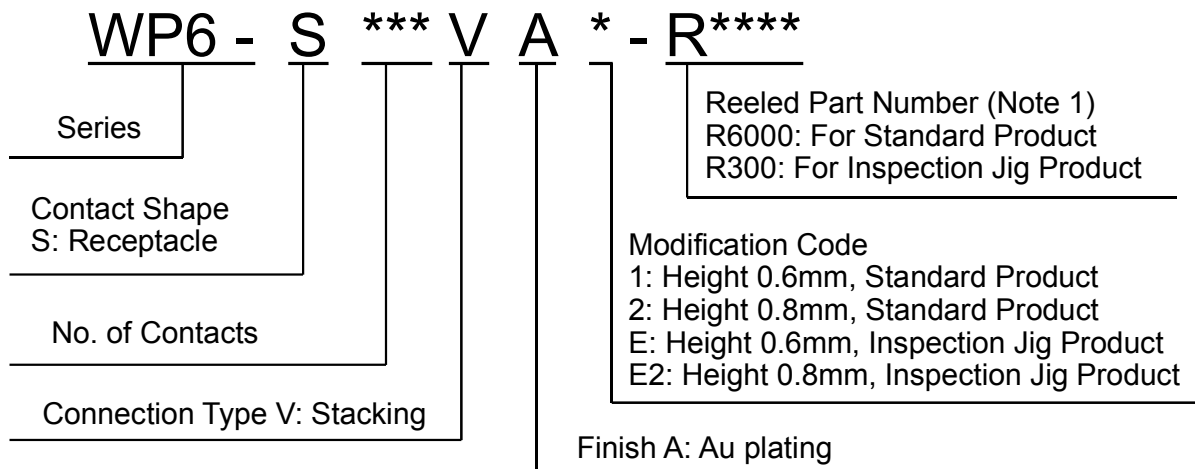 WP6 - S *** V A * - R****
Series
Reeled Part Number (Note 1)
R6000: For Standard Product
R300: For Inspection Jig Product
Contact Shape
S: Receptacle
Modification Code
1: Height 0.6mm, Standard Product
2: Height 0.8mm, Standard Product
E: Height 0.6mm, Inspection Jig Product
E2: Height 0.8mm, Inspection Jig Product
No. of Contacts
Connection Type V: Stacking
Finish A: Au plating